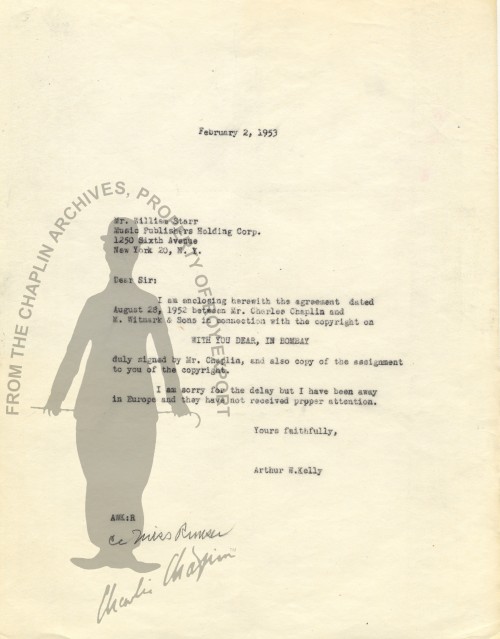 February 2, 1953
Mr. William Starr
Music Publishers Holding Corp.
1250 Sixth Avenue
New York 20, N. Y.
Dear Sir:
I am enclosing herewith the agreement dated
August 28, 1952 between Mr. Charles Chaplin and
M. Witmark & Sons in connection with the copyright on
WITH YOU DEAR, IN BOMBAY
duly signed by Mr. Chaplin, and also copy of the assignment
to you of the copyright.
I am sorry for the delay but I have been away
in Europe and they have not received proper attention.
Yours faithfully,
Arthur W.Kelly
AWK:R
cc Miss
Charlie Chaplin
FROM THE CHAPLIN ARCHIVES, PROPERTY OF ROY EXPORT